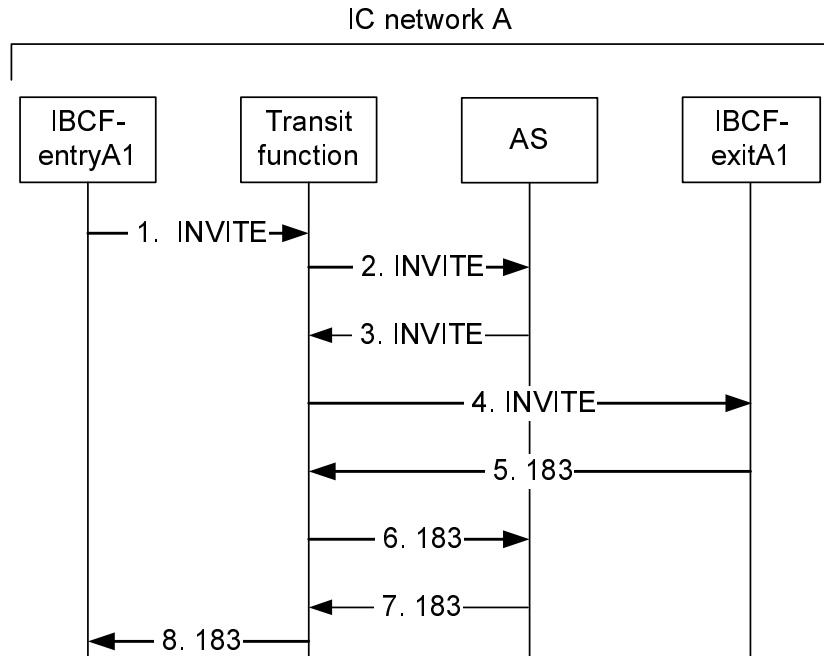 IC network A
IBCF-
entryA1
Transit
function
AS
IBCF-
exitA1
1. INVITE
2. INVITE
3. INVITE
4. INVITE
5. 183
6. 183
7. 183
8. 183